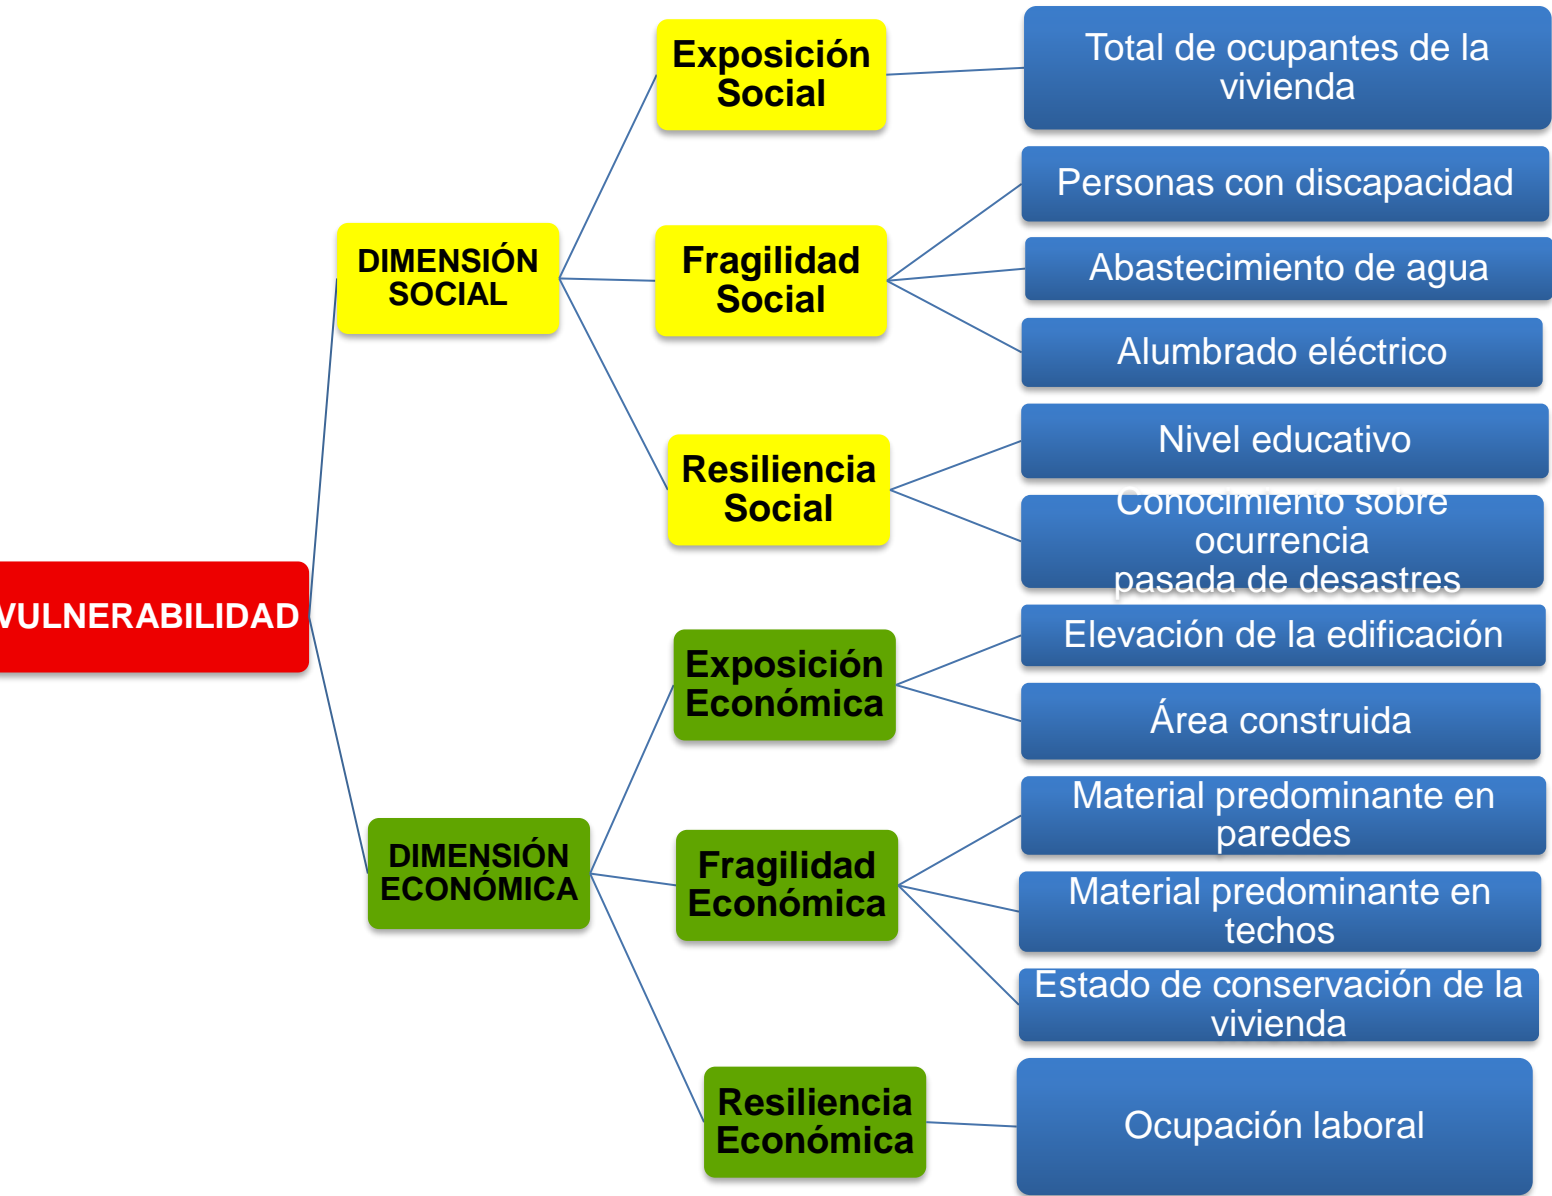 VULNERABILIDAD
DIMENSIÓN
SOCIAL
Exposición
Social
Total de ocupantes de la
vivienda
Fragilidad
Social
Personas con discapacidad
Abastecimiento de agua
Alumbrado eléctrico
Resiliencia
Social
Nivel educativo
Conocimiento sobre
ocurrencia
pasada de desastres
DIMENSIÓN
ECONÓMICA
Exposición
Económica
Elevación de la edificación
Área construida
Fragilidad
Económica
Material predominante en
paredes
Material predominante en
techos
Estado de conservación de la
vivienda
Resiliencia
Económica
Ocupación laboral